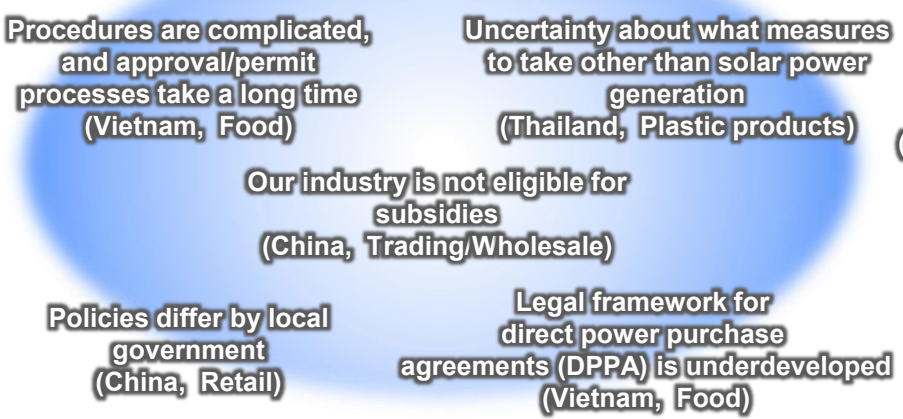 Procedures are complicated,
and approval/permit
processes take a long time
(Vietnam, Food)
Uncertainty about what measures
to take other than solar power
generation
(Thailand, Plastic products)
(
Our industry is not eligible for
subsidies
(China, Trading/Wholesale)
Policies differ by local
government
(China, Retail)
Legal framework for
direct power purchase
agreements (DPPA) is underdeveloped
(Vietnam, Food)